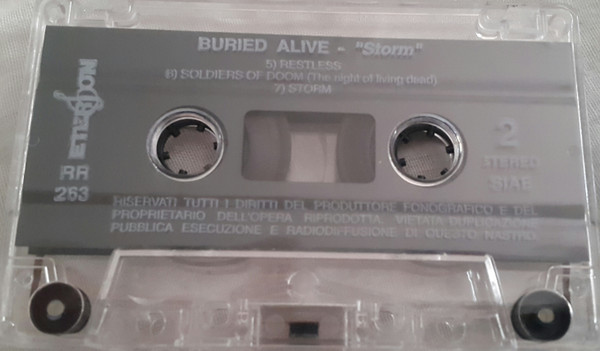 BURIED ALIVE - "Storm"
5) RESTLESS
6) SOLDIERS OF DOOM (The night of living dead)
7) STORM
2
STEREO
SIAE
RR
263
RISERVATI TUTTI I DIRITTI DEL PRODUTTORE FONOGRAFICO E DEL
PROPRIETARIO DELL'OPERA RIPRODOTTA. VIETATA DUPLICAZIONE
PUBBLICA ESECUZIONE E RADIODIFFUSIONE DI QUESTO NASTRO.